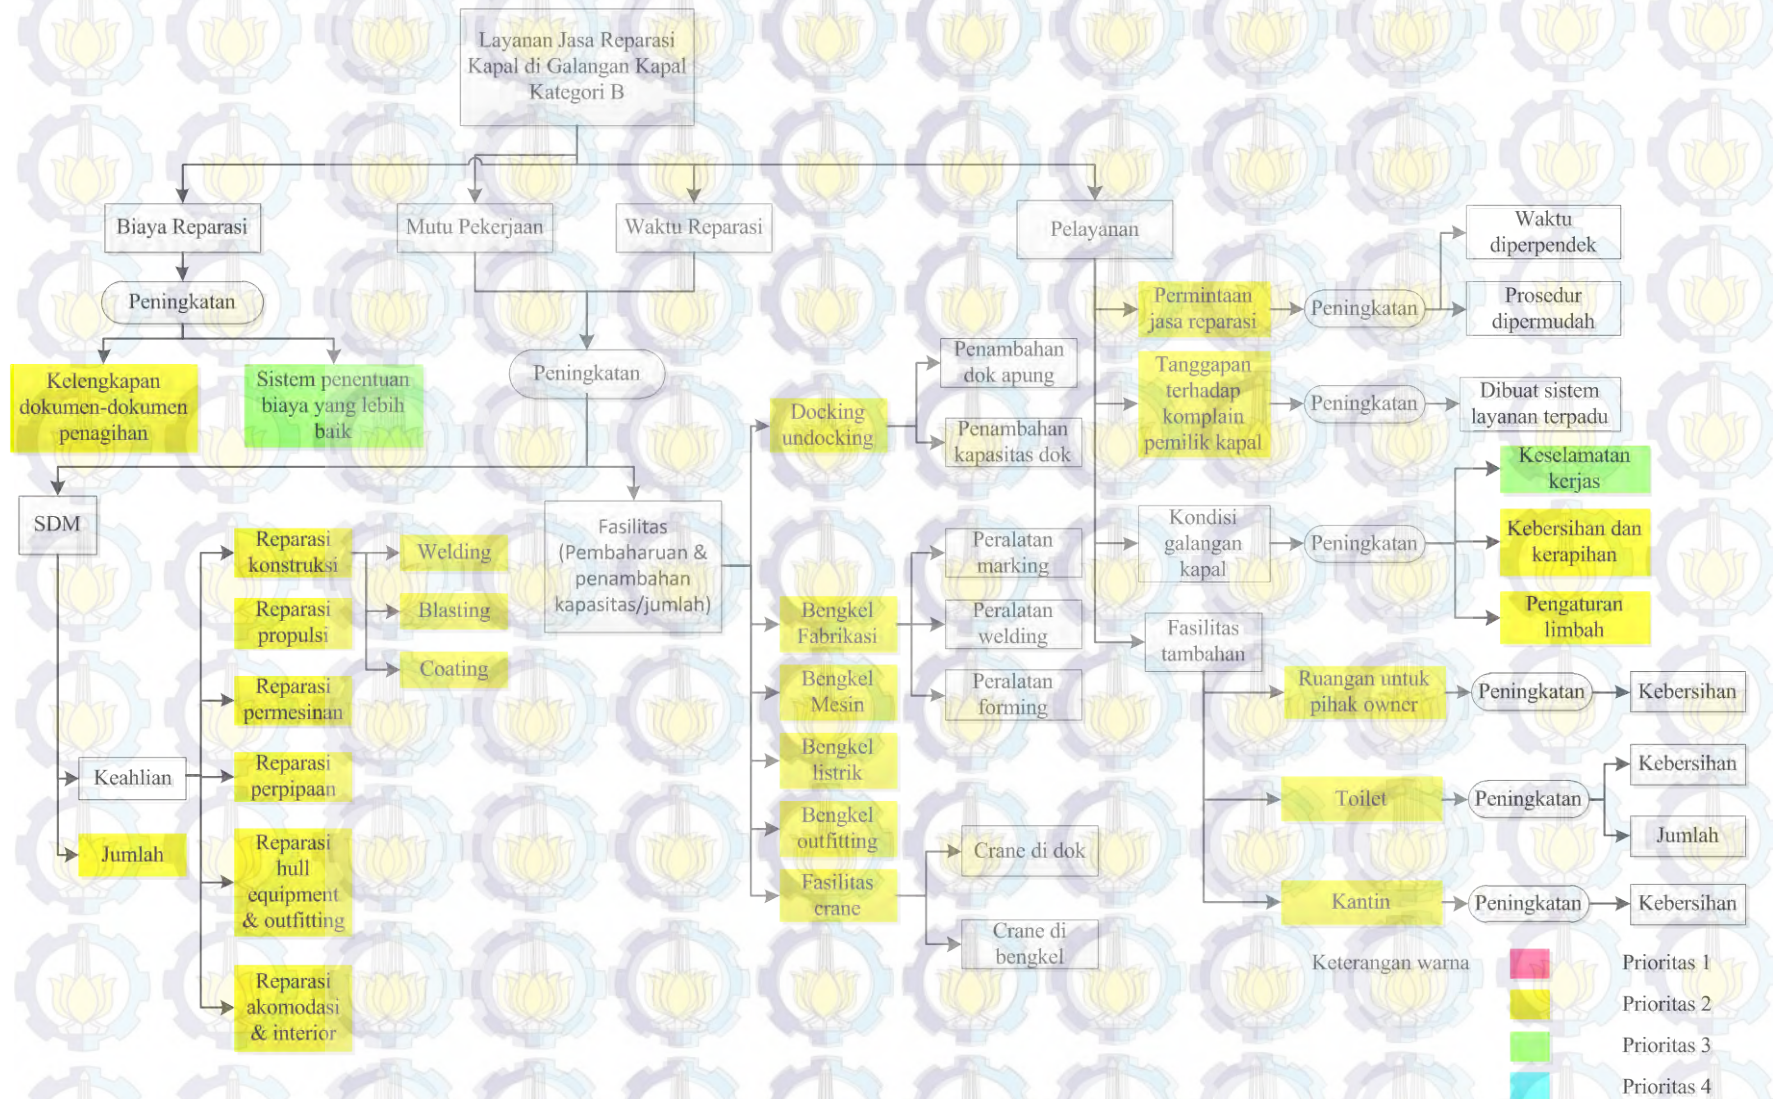 Layanan Jasa Reparasi
Kapal di Galangan Kapal
Kategori B
Biaya Reparasi
Mutu Pekerjaan
Waktu Reparasi
Pelayanan
Peningkatan
Kelengkapan
dokumen-dokumen
penagihan
Sistem penentuan
biaya yang lebih
baik
Peningkatan
SDM
Keahlian
Jumlah
Reparasi
konstruksi
Reparasi
propulsi
Reparasi
permesinan
Reparasi
perpipaan
Reparasi
hull
equipment
& outfitting
Reparasi
akomodasi
& interior
Welding
Blasting
Coating
Fasilitas
(Pembaharuan &
penambahan
kapasitas/jumlah)
Docking
undocking
Penambahan
dok apung
Penambahan
kapasitas dok
Bengkel
Fabrikasi
Peralatan
marking
Peralatan
welding
Peralatan
forming
Bengkel
Mesin
Bengkel
listrik
Bengkel
outfitting
Fasilitas
crane
Crane di dok
Crane di
bengkel
Permintaan
jasa reparasi
Peningkatan
Waktu
diperpendek
Prosedur
dipermudah
Tanggapan
terhadap
komplain
pemilik kapal
Peningkatan
Dibuat sistem
layanan terpadu
Kondisi
galangan
kapal
Peningkatan
Keselamatan
kerjas
Kebersihan dan
kerapihan
Pengaturan
limbah
Fasilitas
tambahan
Ruangan untuk
pihak owner
Peningkatan
Kebersihan
Toilet
Peningkatan
Kebersihan
Jumlah
Kantin
Peningkatan
Kebersihan
Keterangan warna
Prioritas 1
Prioritas 2
Prioritas 3
Prioritas 4